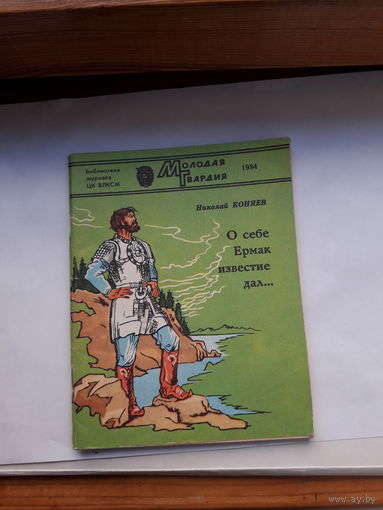 Библиотека
журнала
ЦК ВЛКСМ
МОЛОДАЯ
ГВАРДИЯ
1984
Николай КОНЯЕВ
О себе
Ермак
известие
дал...
www.ay.by